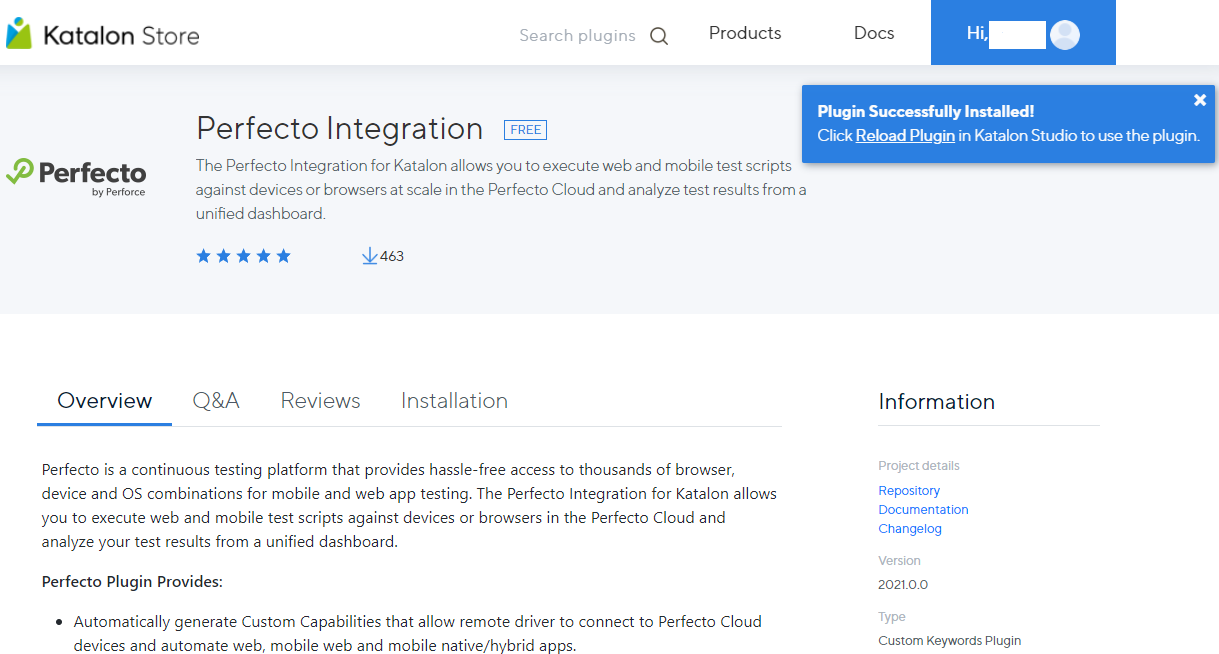 Katalon Store
Search plugins
Products
Docs
Hi,
Plugin Successfully Installed!
Click Reload Plugin in Katalon Studio to use the plugin.
Perfecto
by Perforce
Perfecto Integration
FREE
The Perfecto Integration for Katalon allows you to execute web and mobile test scripts
against devices or browsers at scale in the Perfecto Cloud and analyze test results from a
unified dashboard.
463
Overview
Q&A
Reviews
Installation
Perfecto is a continuous testing platform that provides hassle-free access to thousands of browser,
device and OS combinations for mobile and web app testing. The Perfecto Integration for Katalon allows
you to execute web and mobile test scripts against devices or browsers in the Perfecto Cloud and
analyze your test results from a unified dashboard.
Perfecto Plugin Provides:
• Automatically generate Custom Capabilities that allow remote driver to connect to Perfecto Cloud
devices and automate web, mobile web and mobile native/hybrid apps.
Information
Project details
Repository
Documentation
Changelog
Version
2021.0.0
Type
Custom Keywords Plugin